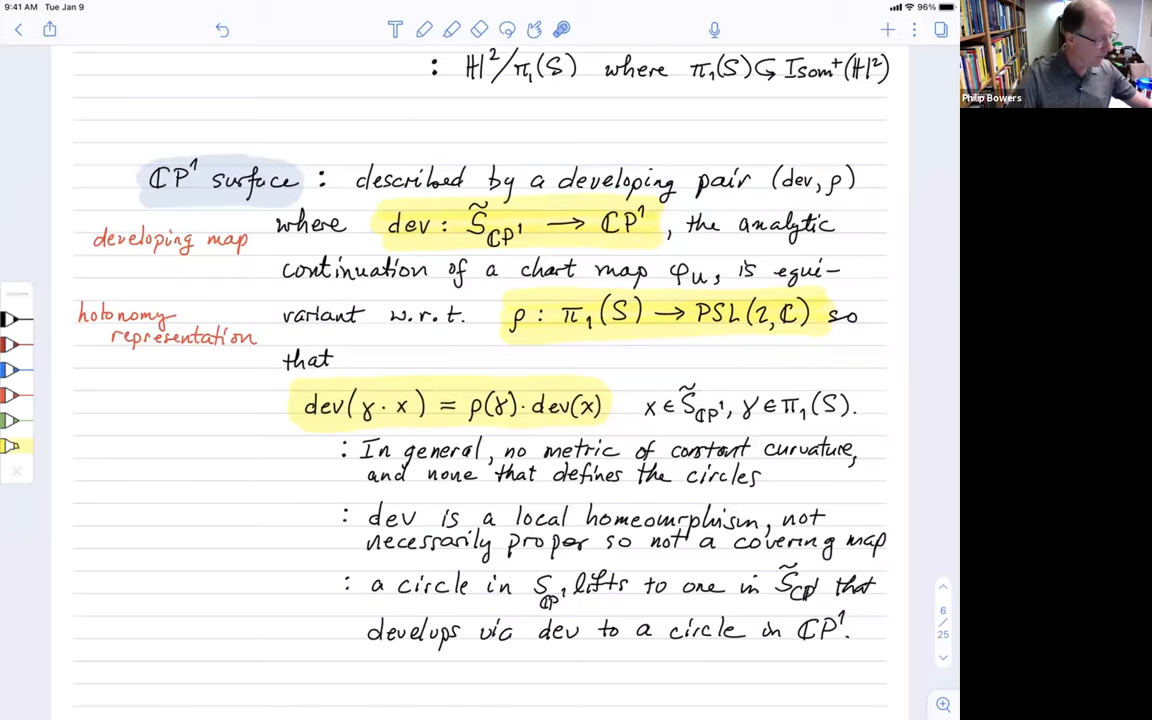 9:41 AM Tue Jan 9
96%
: ℍ²/π₁(S) where π₁(S) ↪ Isom⁺(ℍ²)
Philip Bowers
ℂP¹ surface : described by a developing pair (dev, ρ)
where dev : S̃_ℂP¹ → ℂP¹, the analytic
developing map
continuation of a chart map φ_U, is equi-
holonomy
variant w.r.t. ρ : π₁(S) → PSL(2,ℂ) so
representation
that
dev(γ·x) = ρ(γ)·dev(x) x ∈ S̃_ℂP¹, γ ∈ π₁(S).
: In general, no metric of constant curvature,
and none that defines the circles
: dev is a local homeomorphism, not
necessarily proper so not a covering map
: a circle in S_ℂP¹ lifts to one in S̃_ℂP¹ that
develops via dev to a circle in ℂP¹.
6
/
25